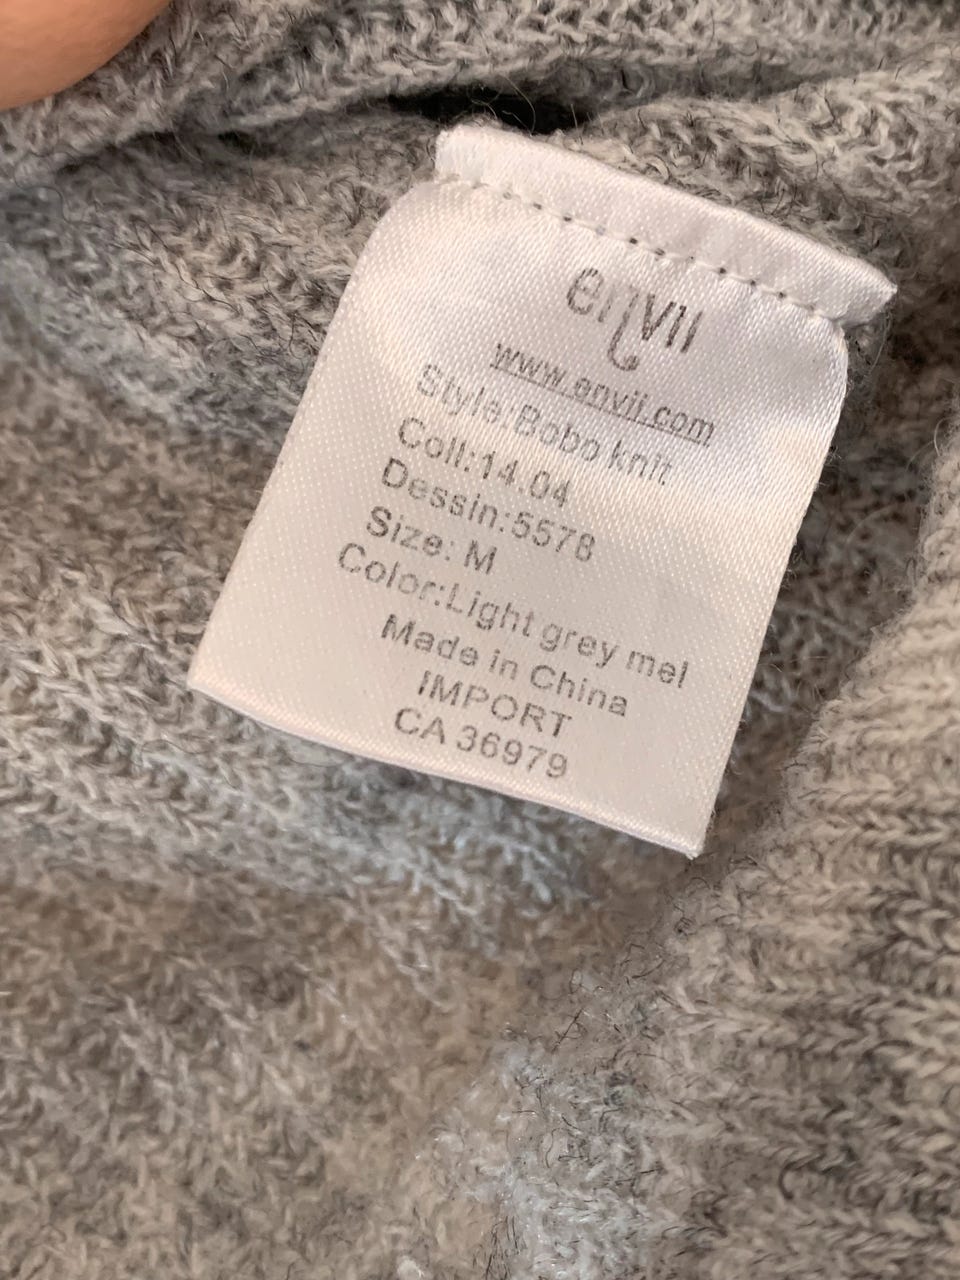 envii
www.envii.com
Style:Bobo knit
Coll:14.04
Dessin:5578
Size: M
Color:Light grey mel
Made in China
IMPORT
CA 36979